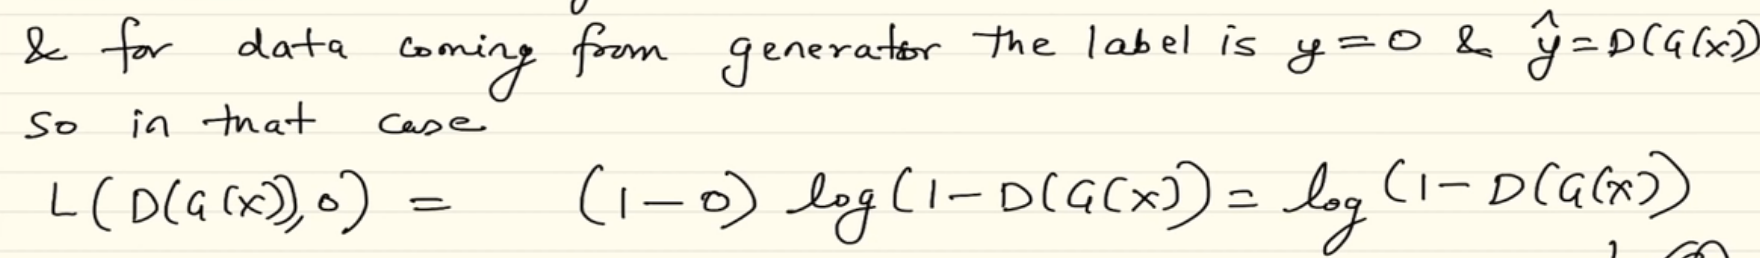 & for data coming from generator the label is y=0 & ŷ=D(G(x))
so in that case
L(D(G(x)),0) = (1-0) log(1-D(G(x)) = log(1-D(G(x))